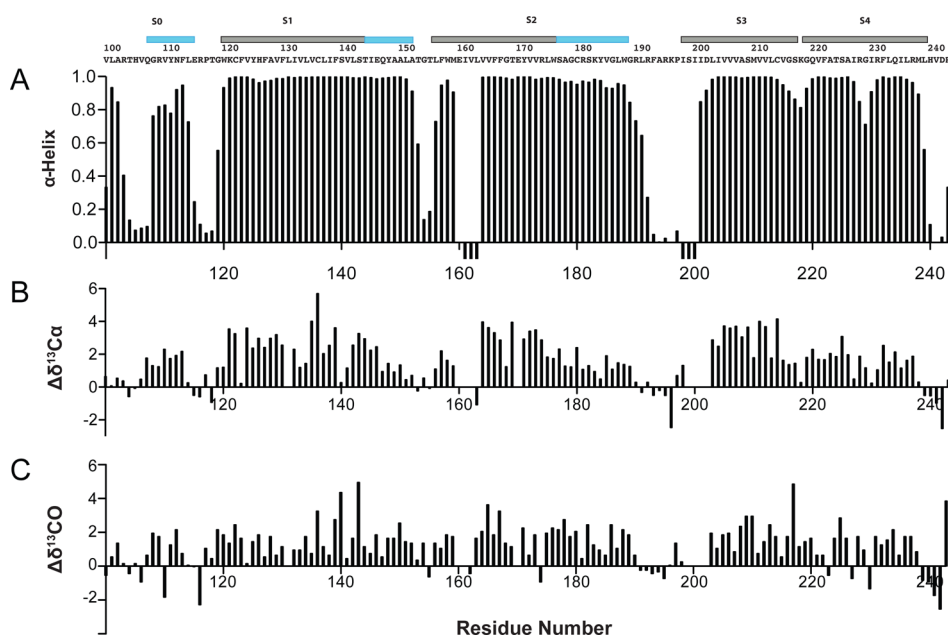 S0 S1 S2 S3 S4
100 110 120 130 140 150 160 170 180 190 200 210 220 230 240
VLARTHVQGRVYNFLERPTGWKCFVYHFAVFLIVLVCLIFSVLSTIEQYAALATGTLFWMEIVLVVFFGTEYVVRLWSAGCRSKYVGLWGRLRFARKPISIIDLIVVVASMVVLCVGSKGQVFATSAIRGIRFLQILRMLHVD
A
α-Helix
1.0
0.8
0.6
0.4
0.2
0.0
120 140 160 180 200 220 240
B
Δδ¹³Cα
6
4
2
0
-2
120 140 160 180 200 220 240
C
Δδ¹³CO
6
4
2
0
-2
120 140 160 180 200 220 240
Residue Number